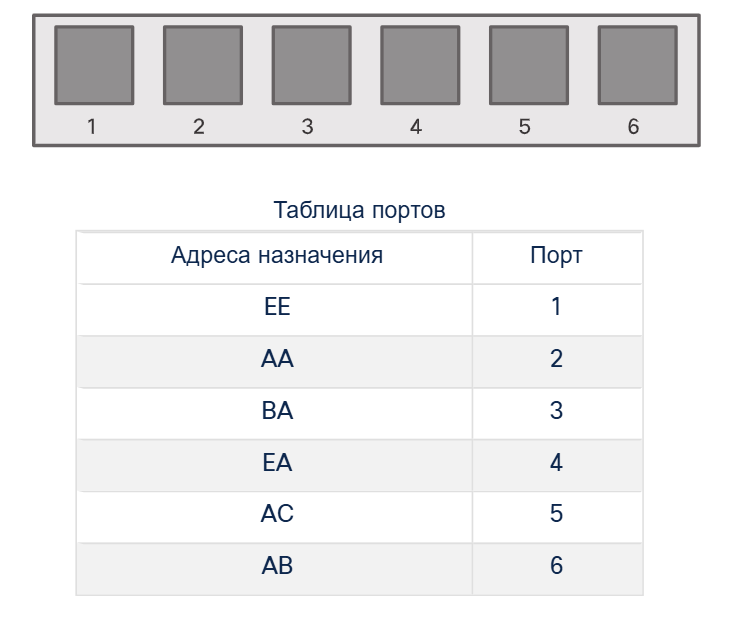 1 2 3 4 5 6
Таблица портов
Адреса назначения Порт
EE 1
AA 2
BA 3
EA 4
AC 5
AB 6